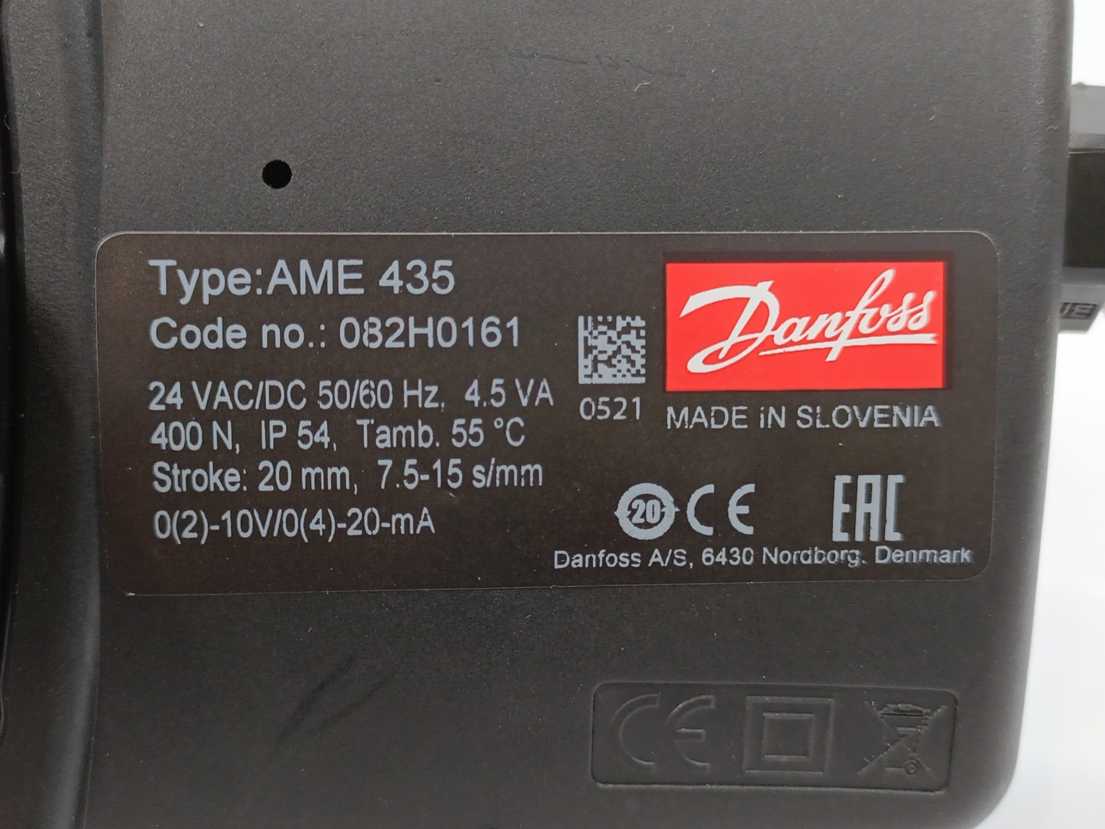 Type:AME 435
Code no.: 082H0161
24 VAC/DC 50/60 Hz, 4.5 VA
400 N, IP 54, Tamb. 55 °C
Stroke: 20 mm, 7.5-15 s/mm
0(2)-10V/0(4)-20-mA
0521
Danfoss
MADE IN SLOVENIA
20 CE EAC
Danfoss A/S, 6430 Nordborg. Denmark
CE